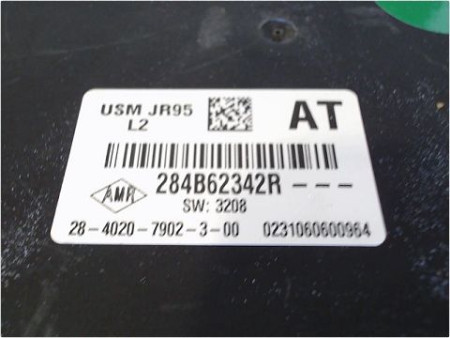 USM JR95 AT
L2
AMR 284B62342R---
SW: 3208
28-4020-7902-3-00 0231060600964